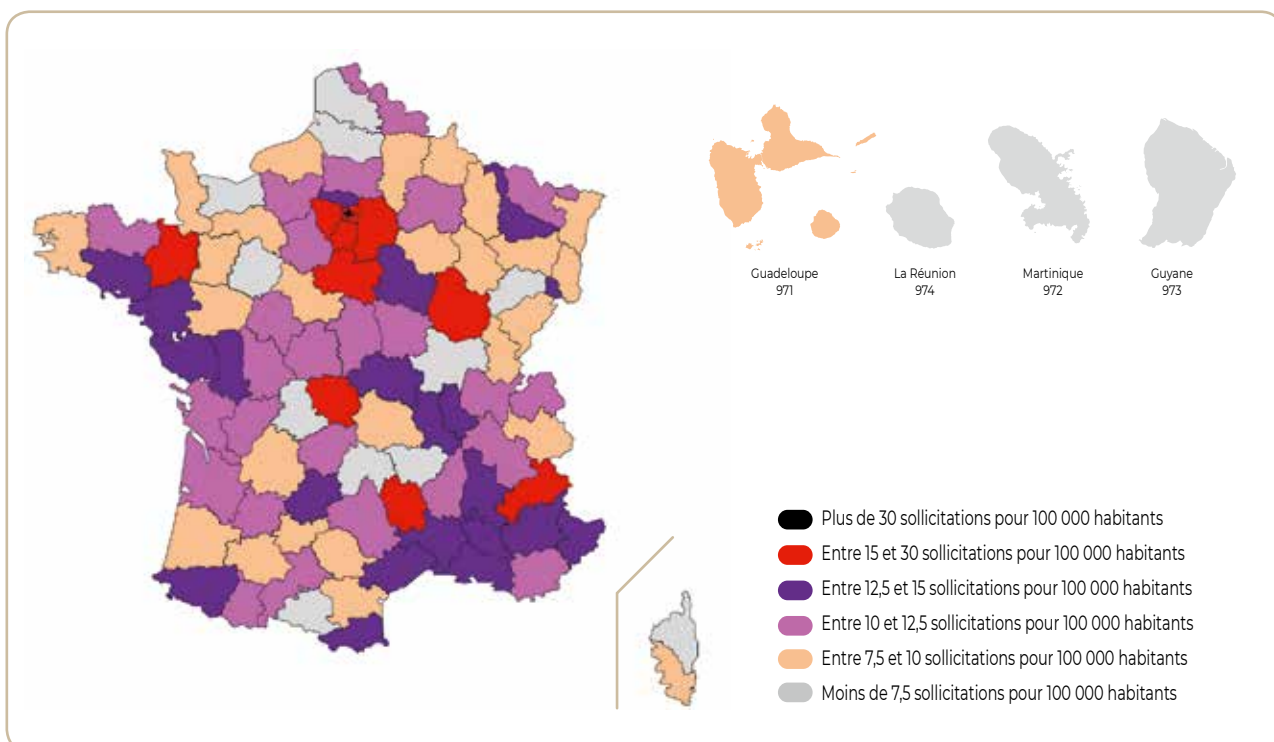 Guadeloupe
971
La Réunion
974
Martinique
972
Guyane
973
Plus de 30 sollicitations pour 100 000 habitants
Entre 15 et 30 sollicitations pour 100 000 habitants
Entre 12,5 et 15 sollicitations pour 100 000 habitants
Entre 10 et 12,5 sollicitations pour 100 000 habitants
Entre 7,5 et 10 sollicitations pour 100 000 habitants
Moins de 7,5 sollicitations pour 100 000 habitants